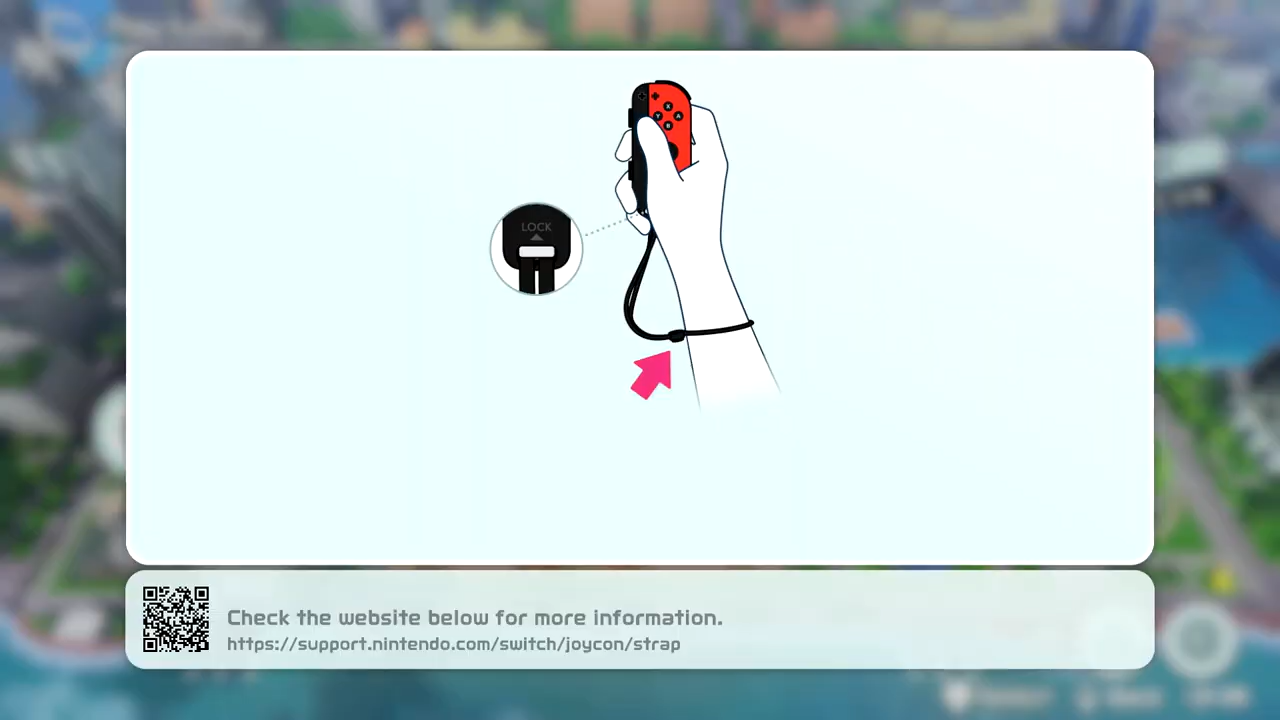 X
Y
A
B
LOCK
Check the website below for more information.
https://support.nintendo.com/switch/joycon/strap